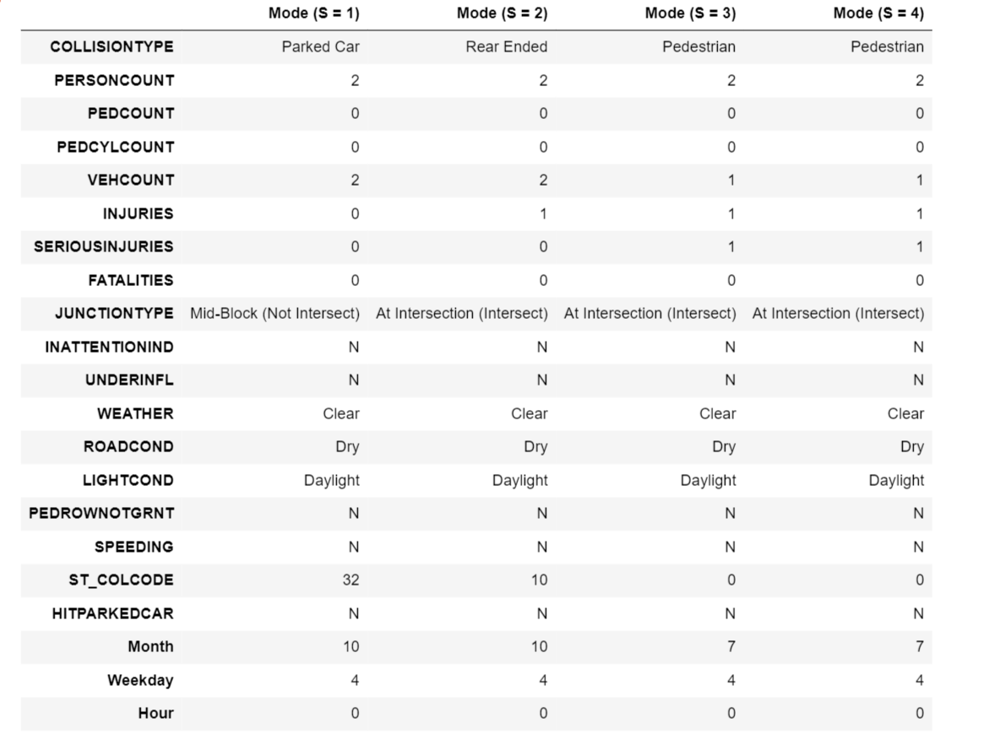 Mode (S = 1) Mode (S = 2) Mode (S = 3) Mode (S = 4)
COLLISIONTYPE Parked Car Rear Ended Pedestrian Pedestrian
PERSONCOUNT 2 2 2 2
PEDCOUNT 0 0 0 0
PEDCYLCOUNT 0 0 0 0
VEHCOUNT 2 2 1 1
INJURIES 0 1 1 1
SERIOUSINJURIES 0 0 1 1
FATALITIES 0 0 0 0
JUNCTIONTYPE Mid-Block (Not Intersect) At Intersection (Intersect) At Intersection (Intersect) At Intersection (Intersect)
INATTENTIONIND N N N N
UNDERINFL N N N N
WEATHER Clear Clear Clear Clear
ROADCOND Dry Dry Dry Dry
LIGHTCOND Daylight Daylight Daylight Daylight
PEDROWNOTGRNT N N N N
SPEEDING N N N N
ST_COLCODE 32 10 0 0
HITPARKEDCAR N N N N
Month 10 10 7 7
Weekday 4 4 4 4
Hour 0 0 0 0